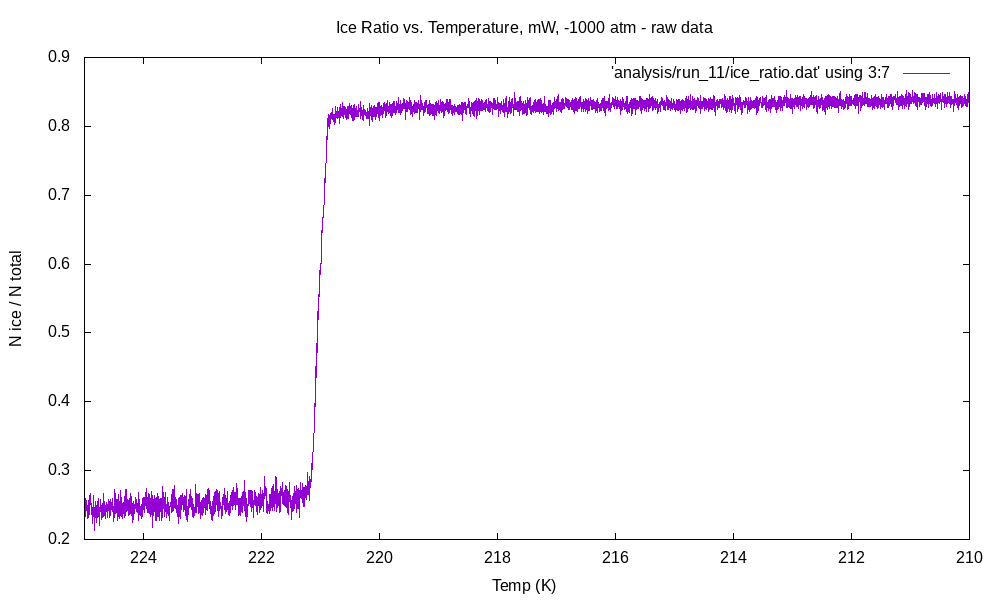 Ice Ratio vs. Temperature, mW, -1000 atm - raw data
'analysis/run_11/ice_ratio.dat' using 3:7
0.9
0.8
0.7
0.6
0.5
0.4
0.3
0.2
N ice / N total
224 222 220 218 216 214 212 210
Temp (K)